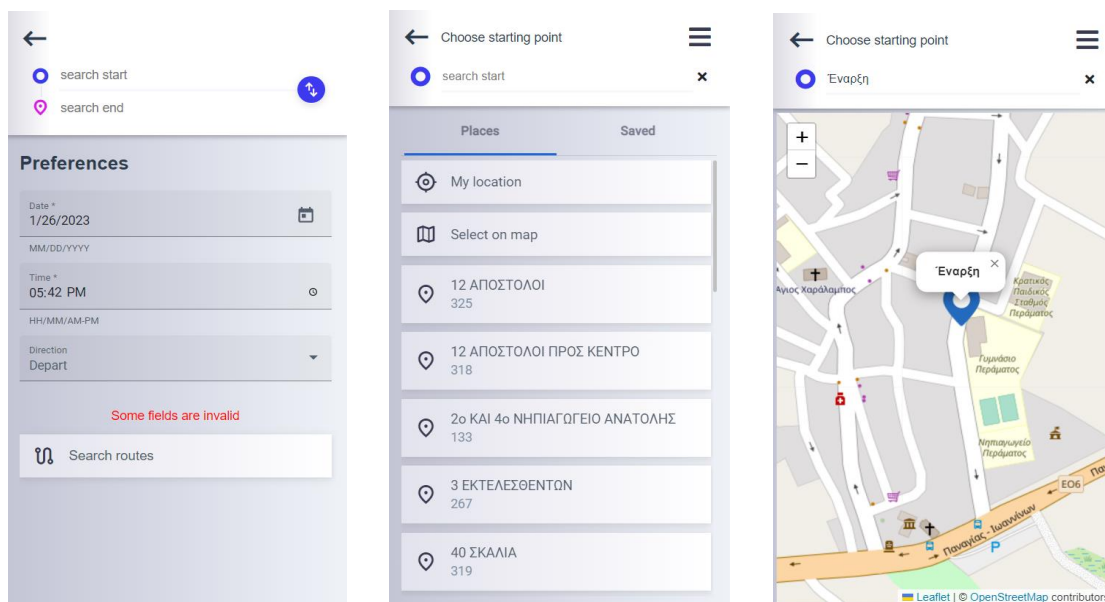 search start
search end
Preferences
Date *
1/26/2023
MM/DD/YYYY
Time *
05:42 PM
HH/MM/AM-PM
Direction
Depart
Some fields are invalid
Search routes
Choose starting point
search start
Places
Saved
My location
Select on map
12 ΑΠΟΣΤΟΛΟΙ
325
12 ΑΠΟΣΤΟΛΟΙ ΠΡΟΣ ΚΕΝΤΡΟ
318
2ο ΚΑΙ 4ο ΝΗΠΙΑΓΩΓΕΙΟ ΑΝΑΤΟΛΗΣ
133
3 ΕΚΤΕΛΕΣΘΕΝΤΩΝ
267
40 ΣΚΑΛΙΑ
319
Choose starting point
Έναρξη
+
−
Έναρξη
Άγιος Χαράλαμπος
Κρατικός
Παιδικός
Σταθμός
Περάματος
Γυμνάσιο
Περάματος
Νηπιαγωγείο
Περάματος
ΕΟ6
Παναγίας - Ιωαννίνων
P
Leaflet | © OpenStreetMap contributors